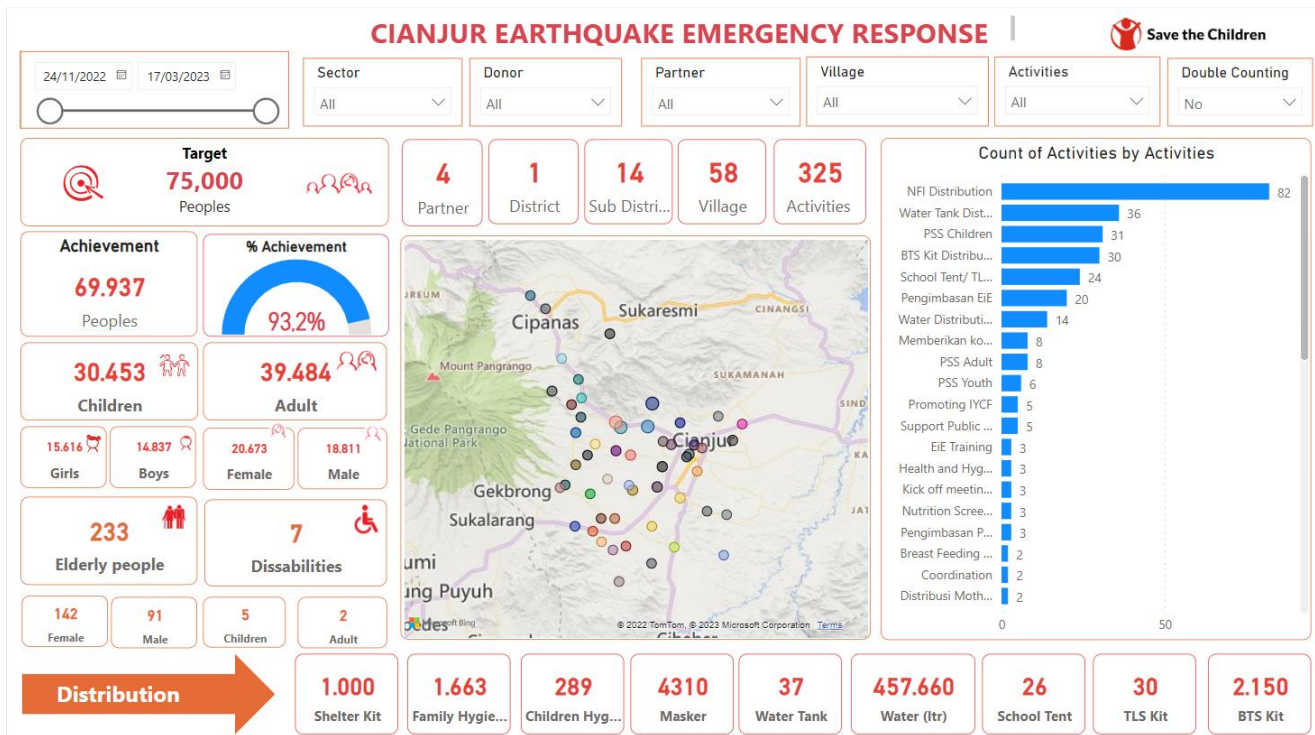 CIANJUR EARTHQUAKE EMERGENCY RESPONSE
Save the Children
24/11/2022
17/03/2023
Sector
All
Donor
All
Partner
All
Village
All
Activities
All
Double Counting
No
Target
75,000
Peoples
4
Partner
1
District
14
Sub Distri...
58
Village
325
Activities
Achievement
69.937
Peoples
% Achievement
93.2%
30.453
Children
39.484
Adult
15.616
Girls
14.837
Boys
20.673
Female
18.811
Male
233
Elderly people
7
Dissabilities
142
Female
91
Male
5
Children
2
Adult
Cipanas
Sukaresmi
CINANGSI
Mount Pangrango
SUKAMANAH
Gede Pangrango
National Park
Cianjur
Gekbrong
Sukalarang
umi
ung Puyuh
Microsoft Bing
© 2022 TomTom, © 2023 Microsoft Corporation Terms
Count of Activities by Activities
NFI Distribution 82
Water Tank Dist... 36
PSS Children 31
BTS Kit Distribu... 30
School Tent/ TL... 24
Pengimbasan EiE 20
Water Distributi... 14
Memberikan ko... 8
PSS Adult 8
PSS Youth 6
Promoting IYCF 5
Support Public ... 5
EiE Training 3
Health and Hyg... 3
Kick off meetin... 3
Nutrition Scree... 3
Pengimbasan P... 3
Breast Feeding ... 2
Coordination 2
Distribusi Moth... 2
0 50
Distribution
1.000
Shelter Kit
1.663
Family Hygie...
289
Children Hyg...
4310
Masker
37
Water Tank
457.660
Water (ltr)
26
School Tent
30
TLS Kit
2.150
BTS Kit